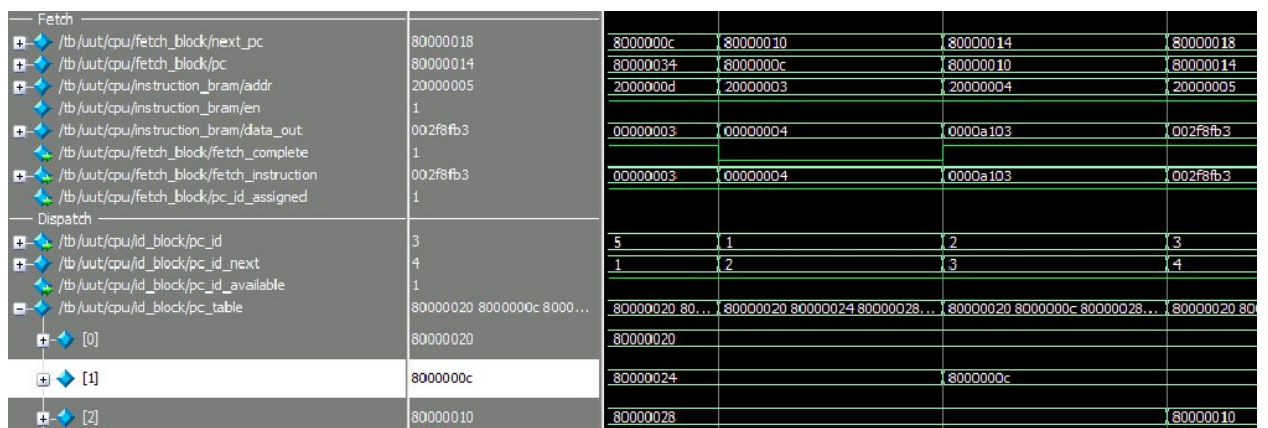 Fetch
/tb/uut/cpu/fetch_block/next_pc 80000018 8000000c 80000010 80000014 80000018
/tb/uut/cpu/fetch_block/pc 80000014 80000034 8000000c 80000010 80000014
/tb/uut/cpu/instruction_bram/addr 20000005 2000000d 20000003 20000004 20000005
/tb/uut/cpu/instruction_bram/en 1
/tb/uut/cpu/instruction_bram/data_out 002f8fb3 00000003 00000004 0000a103 002f8fb3
/tb/uut/cpu/fetch_block/fetch_complete 1
/tb/uut/cpu/fetch_block/fetch_instruction 002f8fb3 00000003 00000004 0000a103 002f8fb3
/tb/uut/cpu/fetch_block/pc_id_assigned 1
Dispatch
/tb/uut/cpu/id_block/pc_id 3 5 1 2 3
/tb/uut/cpu/id_block/pc_id_next 4 1 2 3 4
/tb/uut/cpu/id_block/pc_id_available 1
/tb/uut/cpu/id_block/pc_table 80000020 8000000c 8000... 80000020 80... 80000020 80000024 80000028... 80000020 8000000c 80000028... 80000020 80
[0] 80000020 80000020
[1] 8000000c 80000024 8000000c
[2] 80000010 80000028 80000010